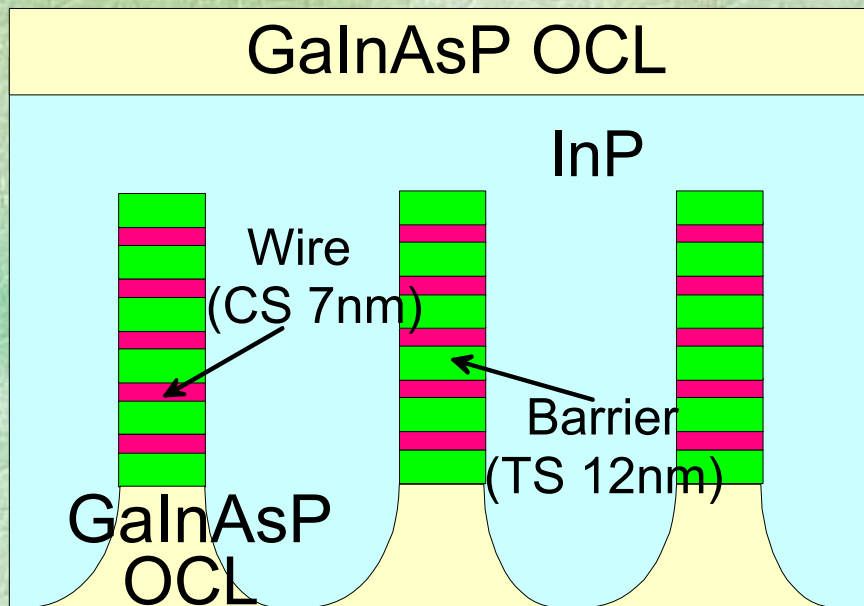 GaInAsP OCL
InP
Wire
(CS 7nm)
Barrier
(TS 12nm)
GaInAsP
OCL